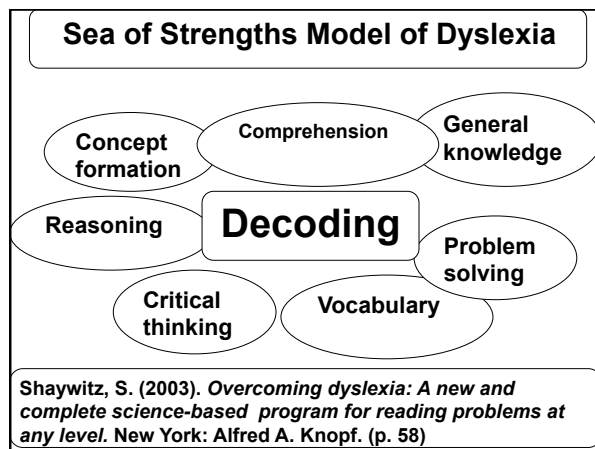 Sea of Strengths Model of Dyslexia
Concept
formation
Comprehension
General
knowledge
Reasoning
Decoding
Problem
solving
Critical
thinking
Vocabulary
Shaywitz, S. (2003). Overcoming dyslexia: A new and
complete science-based program for reading problems at
any level. New York: Alfred A. Knopf. (p. 58)